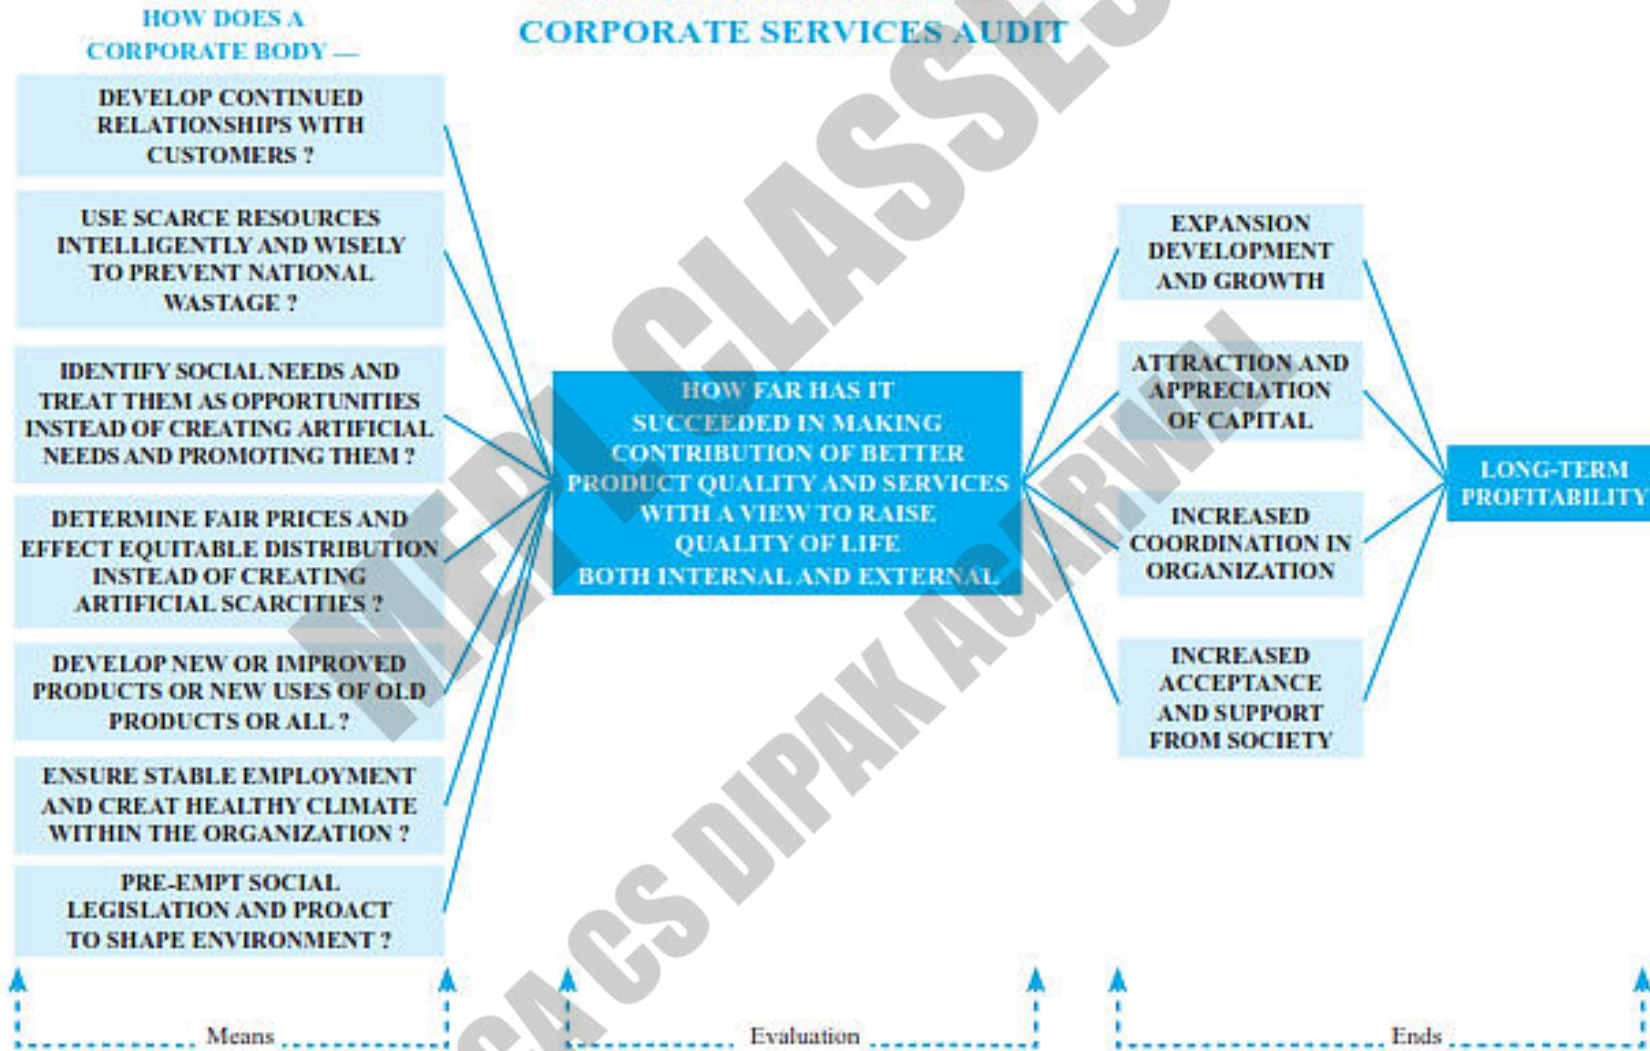 HOW DOES A
CORPORATE BODY —
CORPORATE SERVICES AUDIT
DEVELOP CONTINUED
RELATIONSHIPS WITH
CUSTOMERS ?
USE SCARCE RESOURCES
INTELLIGENTLY AND WISELY
TO PREVENT NATIONAL
WASTAGE ?
IDENTIFY SOCIAL NEEDS AND
TREAT THEM AS OPPORTUNITIES
INSTEAD OF CREATING ARTIFICIAL
NEEDS AND PROMOTING THEM ?
DETERMINE FAIR PRICES AND
EFFECT EQUITABLE DISTRIBUTION
INSTEAD OF CREATING
ARTIFICIAL SCARCITIES ?
DEVELOP NEW OR IMPROVED
PRODUCTS OR NEW USES OF OLD
PRODUCTS OR ALL ?
ENSURE STABLE EMPLOYMENT
AND CREAT HEALTHY CLIMATE
WITHIN THE ORGANIZATION ?
PRE-EMPT SOCIAL
LEGISLATION AND PROACT
TO SHAPE ENVIRONMENT ?
HOW FAR HAS IT
SUCCEEDED IN MAKING
CONTRIBUTION OF BETTER
PRODUCT QUALITY AND SERVICES
WITH A VIEW TO RAISE
QUALITY OF LIFE
BOTH INTERNAL AND EXTERNAL
EXPANSION
DEVELOPMENT
AND GROWTH
ATTRACTION AND
APPRECIATION
OF CAPITAL
INCREASED
COORDINATION IN
ORGANIZATION
INCREASED
ACCEPTANCE
AND SUPPORT
FROM SOCIETY
LONG-TERM
PROFITABILITY
Means
Evaluation
Ends
MEPL CLASSES
CA CS DIPAK AGARWAL